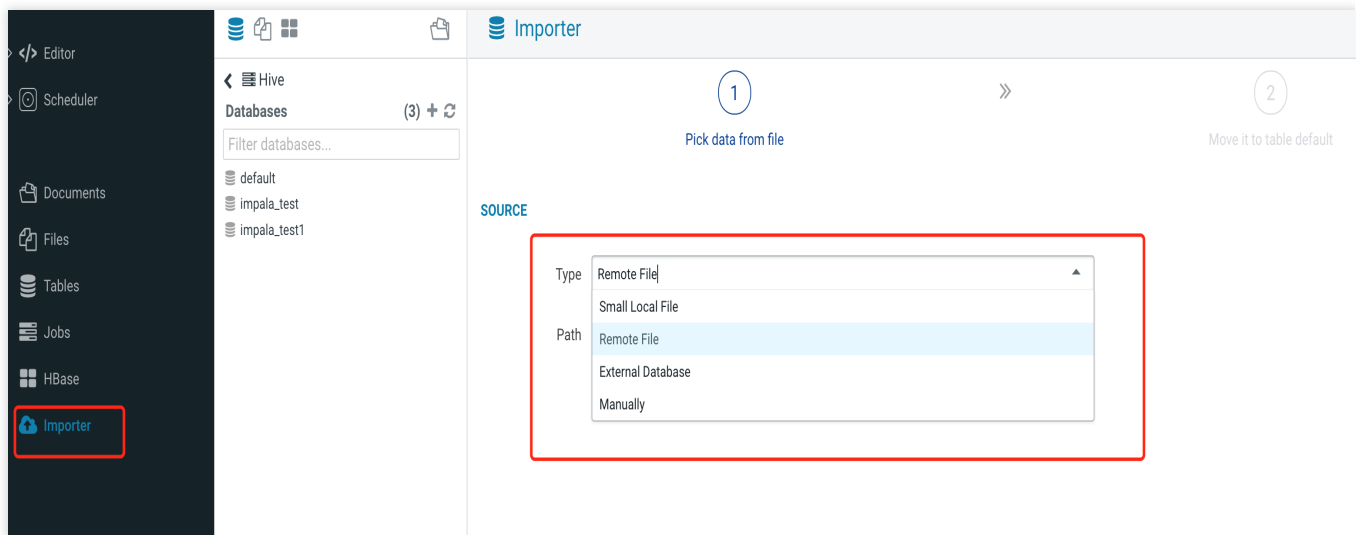 </> Editor
Scheduler
Documents
Files
Tables
Jobs
HBase
Importer
Hive
Databases (3)
Filter databases...
default
impala_test
impala_test1
Importer
1
2
Pick data from file
Move it to table default
SOURCE
Type Remote File
Small Local File
Path Remote File
External Database
Manually